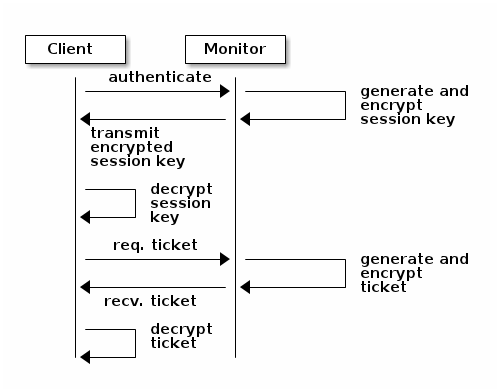 Client
Monitor
authenticate
generate and
encrypt
session key
transmit
encrypted
session key
decrypt
session
key
req. ticket
generate and
encrypt
ticket
recv. ticket
decrypt
ticket